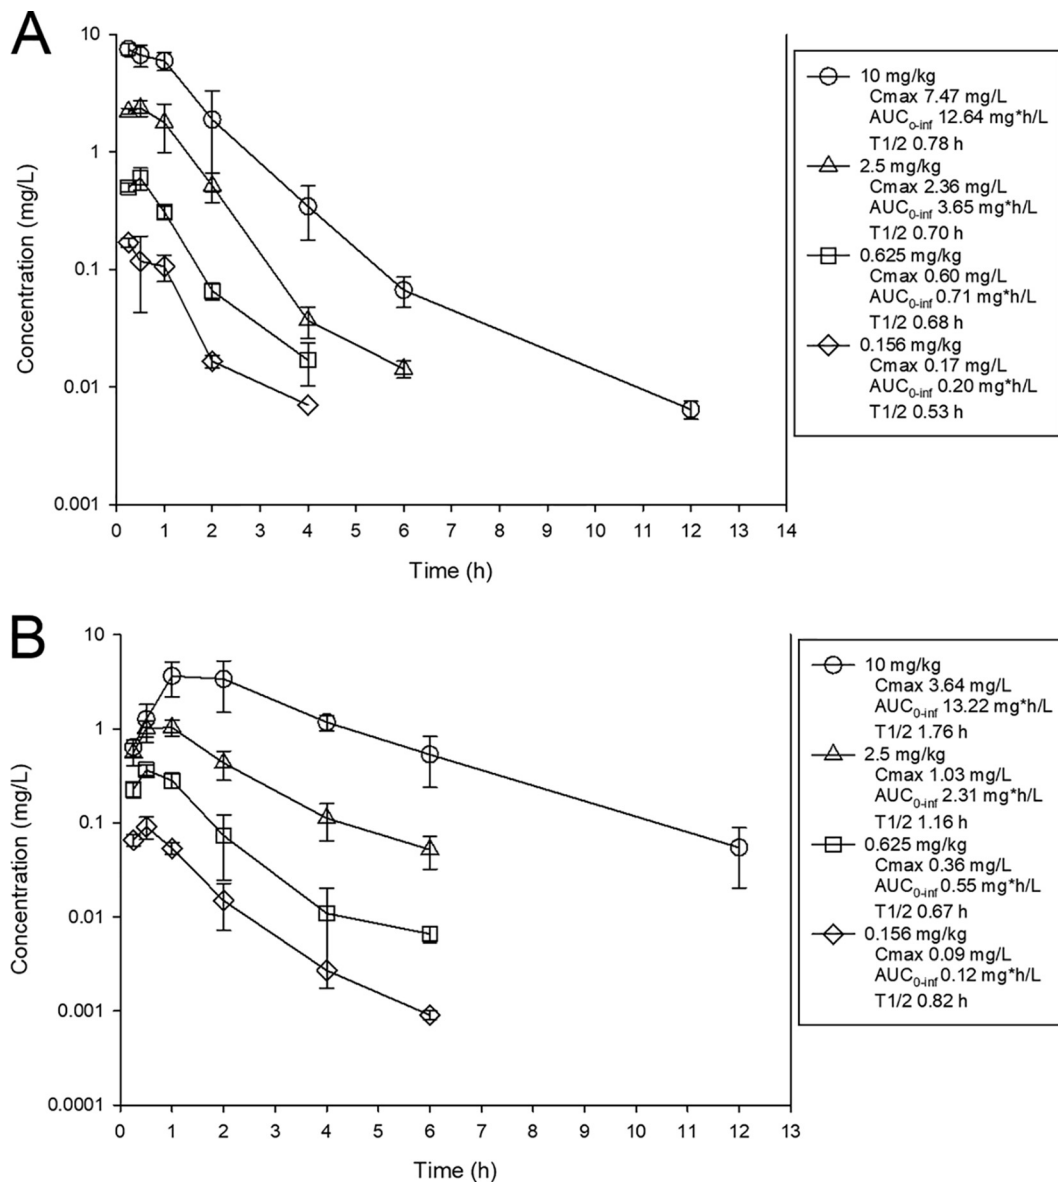 A
10
1
0.1
0.01
0.001
Concentration (mg/L)
0 1 2 3 4 5 6 7 8 9 10 11 12 13 14
Time (h)
10 mg/kg
Cmax 7.47 mg/L
AUCo-inf 12.64 mg*h/L
T1/2 0.78 h
2.5 mg/kg
Cmax 2.36 mg/L
AUC0-inf 3.65 mg*h/L
T1/2 0.70 h
0.625 mg/kg
Cmax 0.60 mg/L
AUC0-inf 0.71 mg*h/L
T1/2 0.68 h
0.156 mg/kg
Cmax 0.17 mg/L
AUC0-inf 0.20 mg*h/L
T1/2 0.53 h
B
10
1
0.1
0.01
0.001
0.0001
Concentration (mg/L)
0 1 2 3 4 5 6 7 8 9 10 11 12 13
Time (h)
10 mg/kg
Cmax 3.64 mg/L
AUC0-inf 13.22 mg*h/L
T1/2 1.76 h
2.5 mg/kg
Cmax 1.03 mg/L
AUC0-inf 2.31 mg*h/L
T1/2 1.16 h
0.625 mg/kg
Cmax 0.36 mg/L
AUC0-inf 0.55 mg*h/L
T1/2 0.67 h
0.156 mg/kg
Cmax 0.09 mg/L
AUC0-inf 0.12 mg*h/L
T1/2 0.82 h